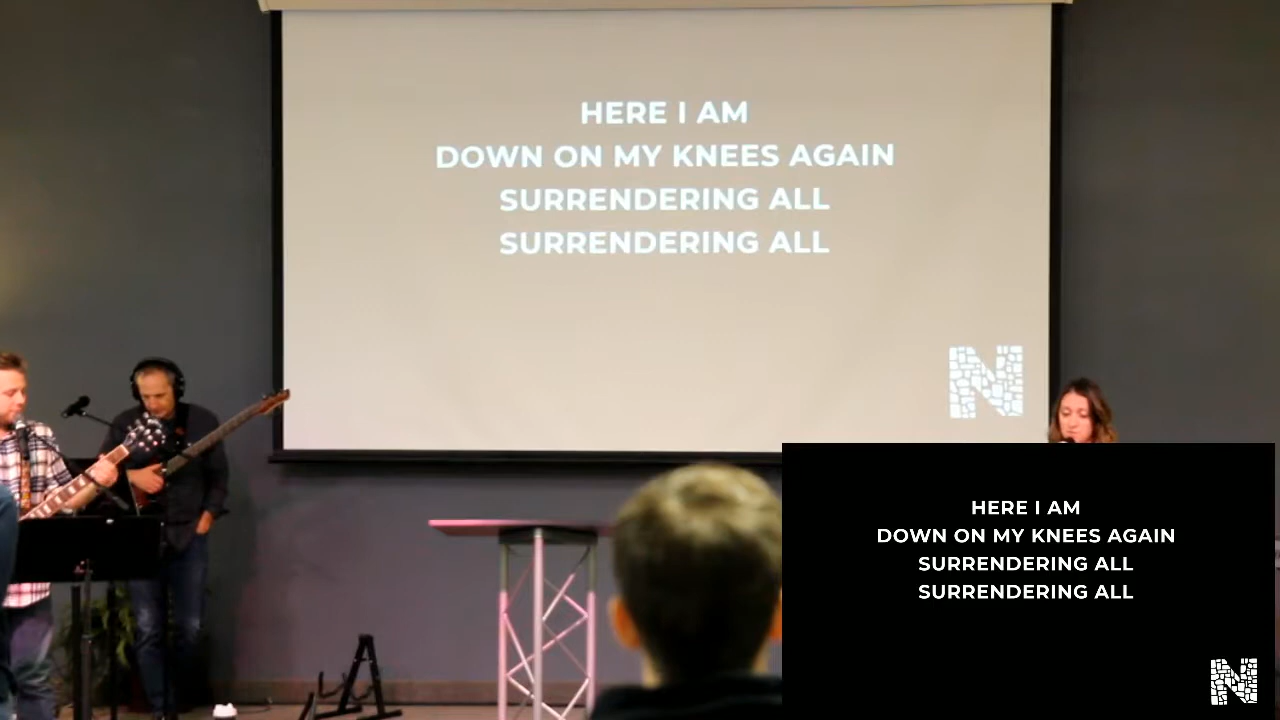 HERE I AM
DOWN ON MY KNEES AGAIN
SURRENDERING ALL
SURRENDERING ALL
N
HERE I AM
DOWN ON MY KNEES AGAIN
SURRENDERING ALL
SURRENDERING ALL
N